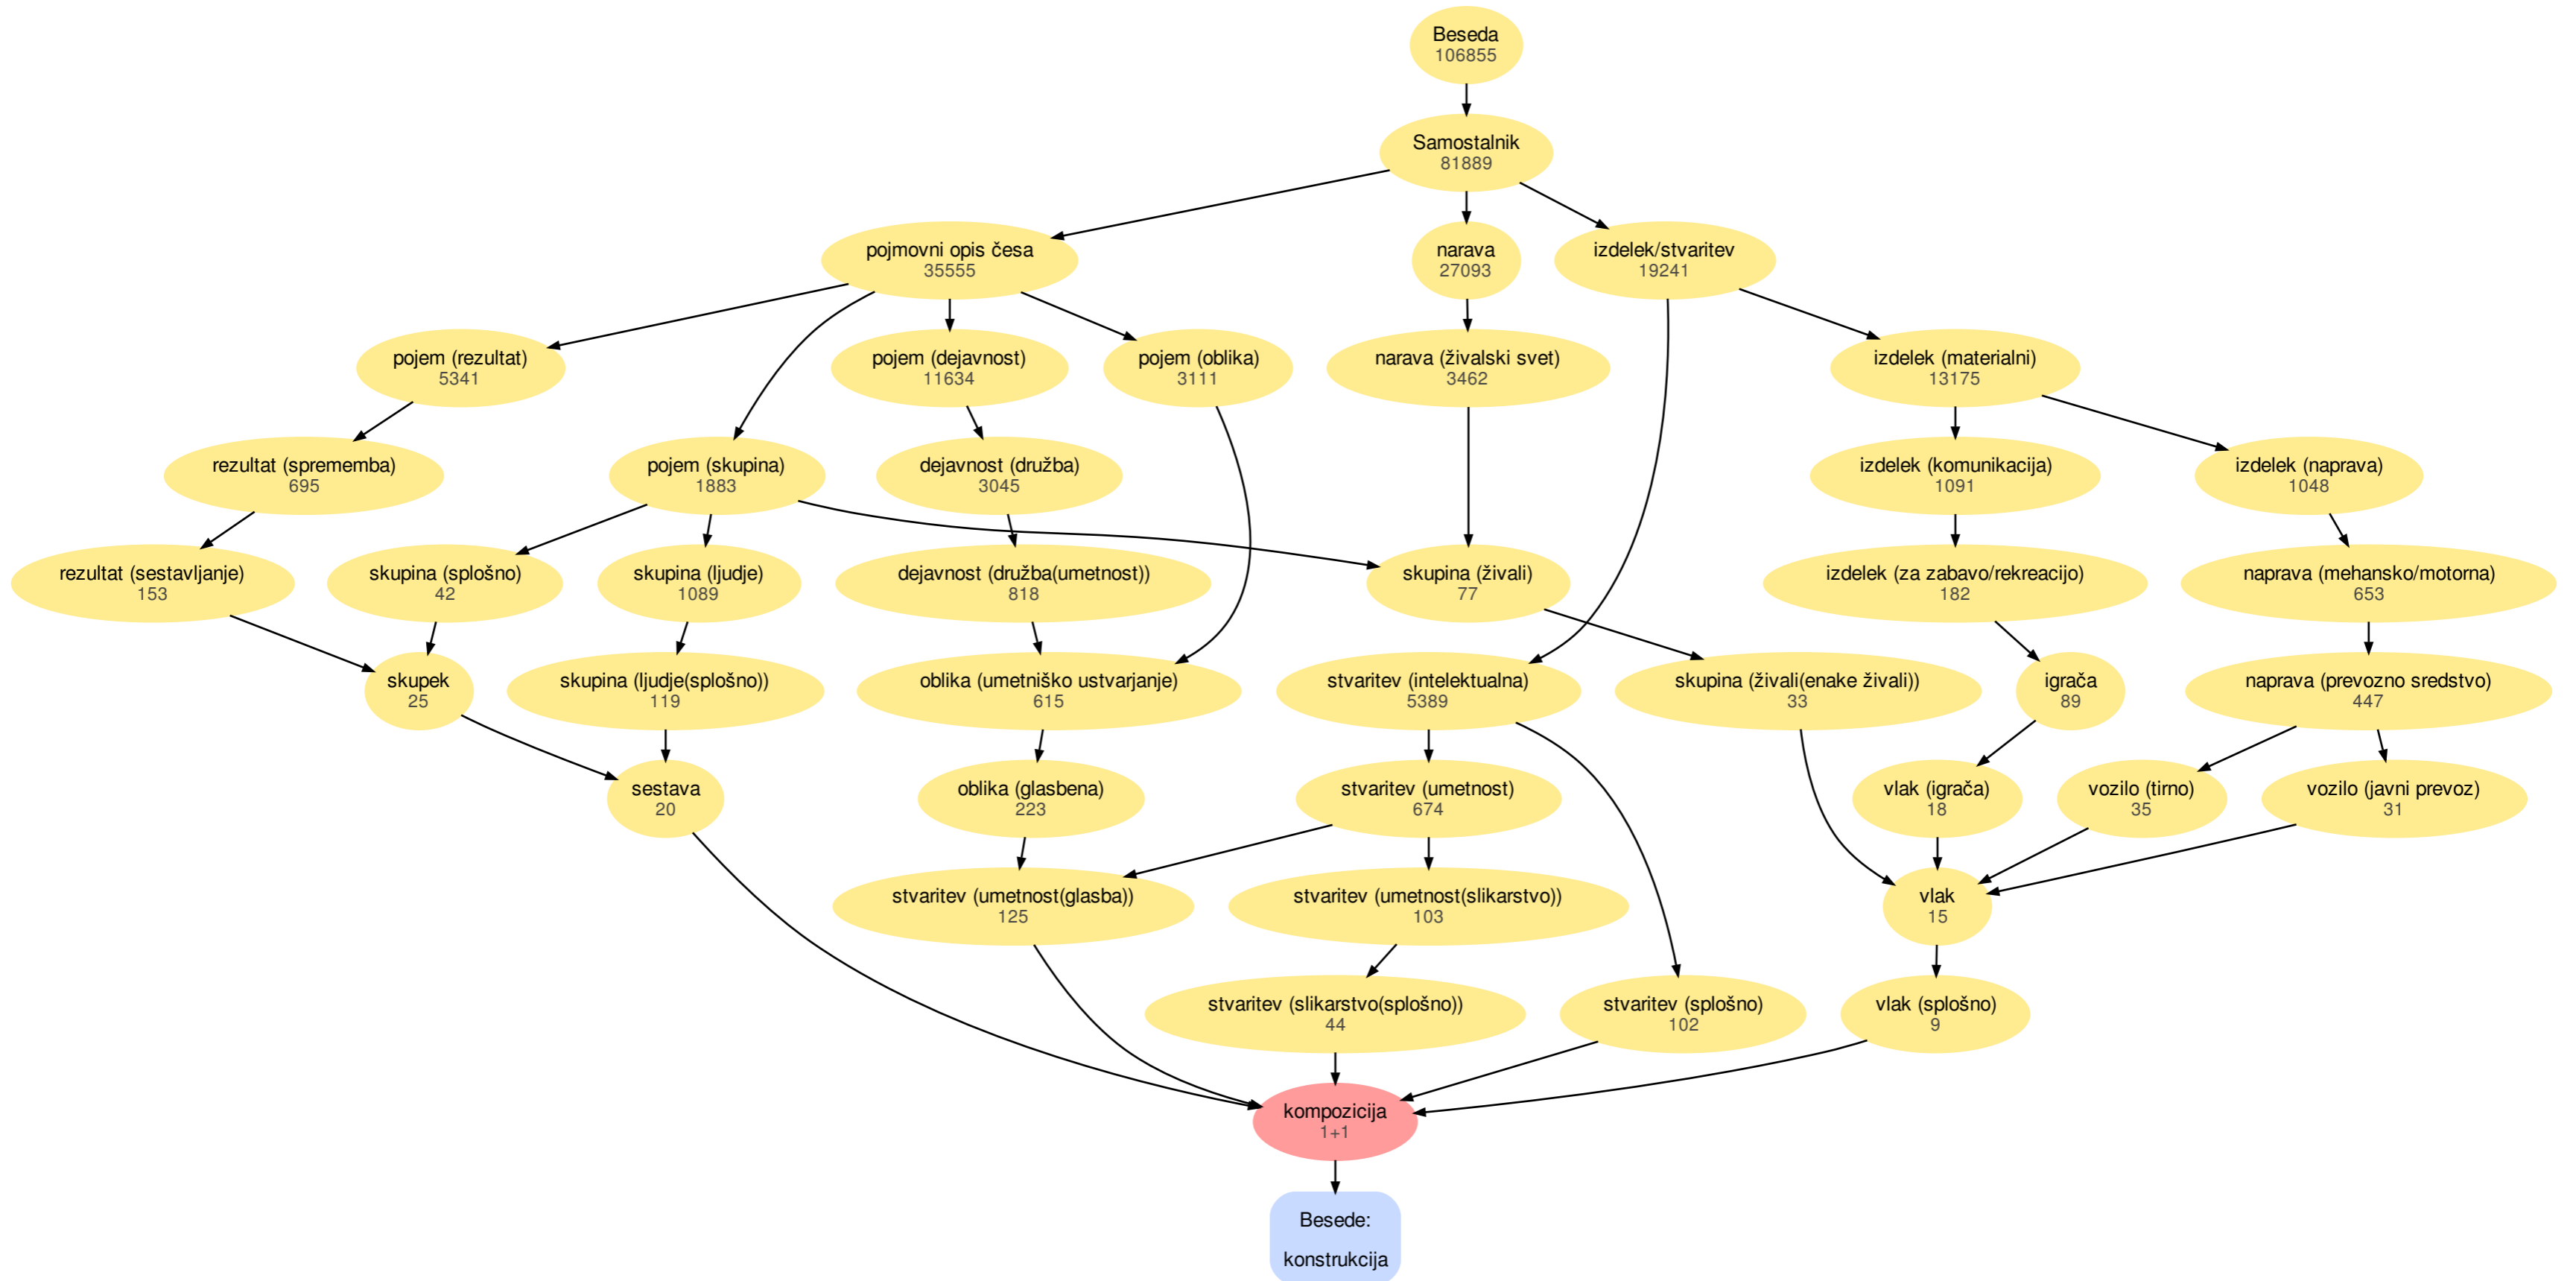 Beseda
106855
Samostalnik
81889
pojmovni opis česa
35555
narava
27093
izdelek/stvaritev
19241
pojem (rezultat)
5341
pojem (dejavnost)
11634
pojem (oblika)
3111
narava (živalski svet)
3462
izdelek (materialni)
13175
rezultat (sprememba)
695
pojem (skupina)
1883
dejavnost (družba)
3045
izdelek (komunikacija)
1091
izdelek (naprava)
1048
rezultat (sestavljanje)
153
skupina (splošno)
42
skupina (ljudje)
1089
dejavnost (družba(umetnost))
818
skupina (živali)
77
izdelek (za zabavo/rekreacijo)
182
naprava (mehansko/motorna)
653
skupek
25
skupina (ljudje(splošno))
119
oblika (umetniško ustvarjanje)
615
stvaritev (intelektualna)
5389
skupina (živali(enake živali))
33
igrača
89
naprava (prevozno sredstvo)
447
sestava
20
oblika (glasbena)
223
stvaritev (umetnost)
674
vlak (igrača)
18
vozilo (tirno)
35
vozilo (javni prevoz)
31
stvaritev (umetnost(glasba))
125
stvaritev (umetnost(slikarstvo))
103
vlak
15
stvaritev (slikarstvo(splošno))
44
stvaritev (splošno)
102
vlak (splošno)
9
kompozicija
1+1
Besede:
konstrukcija